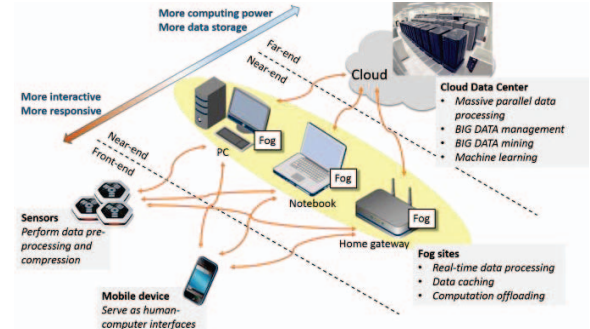 More computing power
More data storage
More interactive
More responsive
Far-end
Near-end
Near-end
Front-end
Cloud
Cloud Data Center
• Massive parallel data
processing
• BIG DATA management
• BIG DATA mining
• Machine learning
PC
Fog
Notebook
Fog
Home gateway
Fog
Sensors
Perform data pre-
processing and
compression
Mobile device
Serve as human-
computer interfaces
Fog sites
• Real-time data processing
• Data caching
• Computation offloading